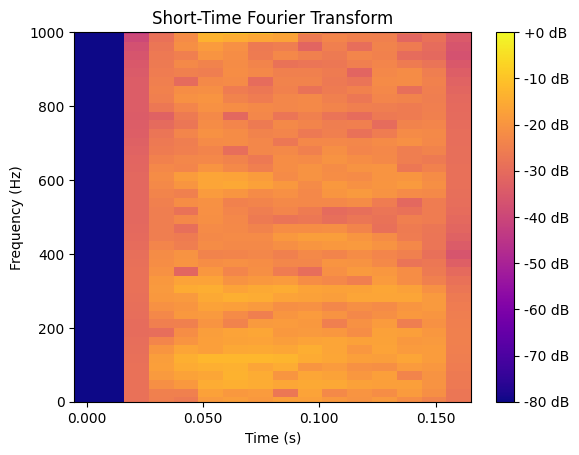 Short-Time Fourier Transform
1000
800
600
400
200
0
Frequency (Hz)
0.000
0.050
0.100
0.150
Time (s)
+0 dB
-10 dB
-20 dB
-30 dB
-40 dB
-50 dB
-60 dB
-70 dB
-80 dB